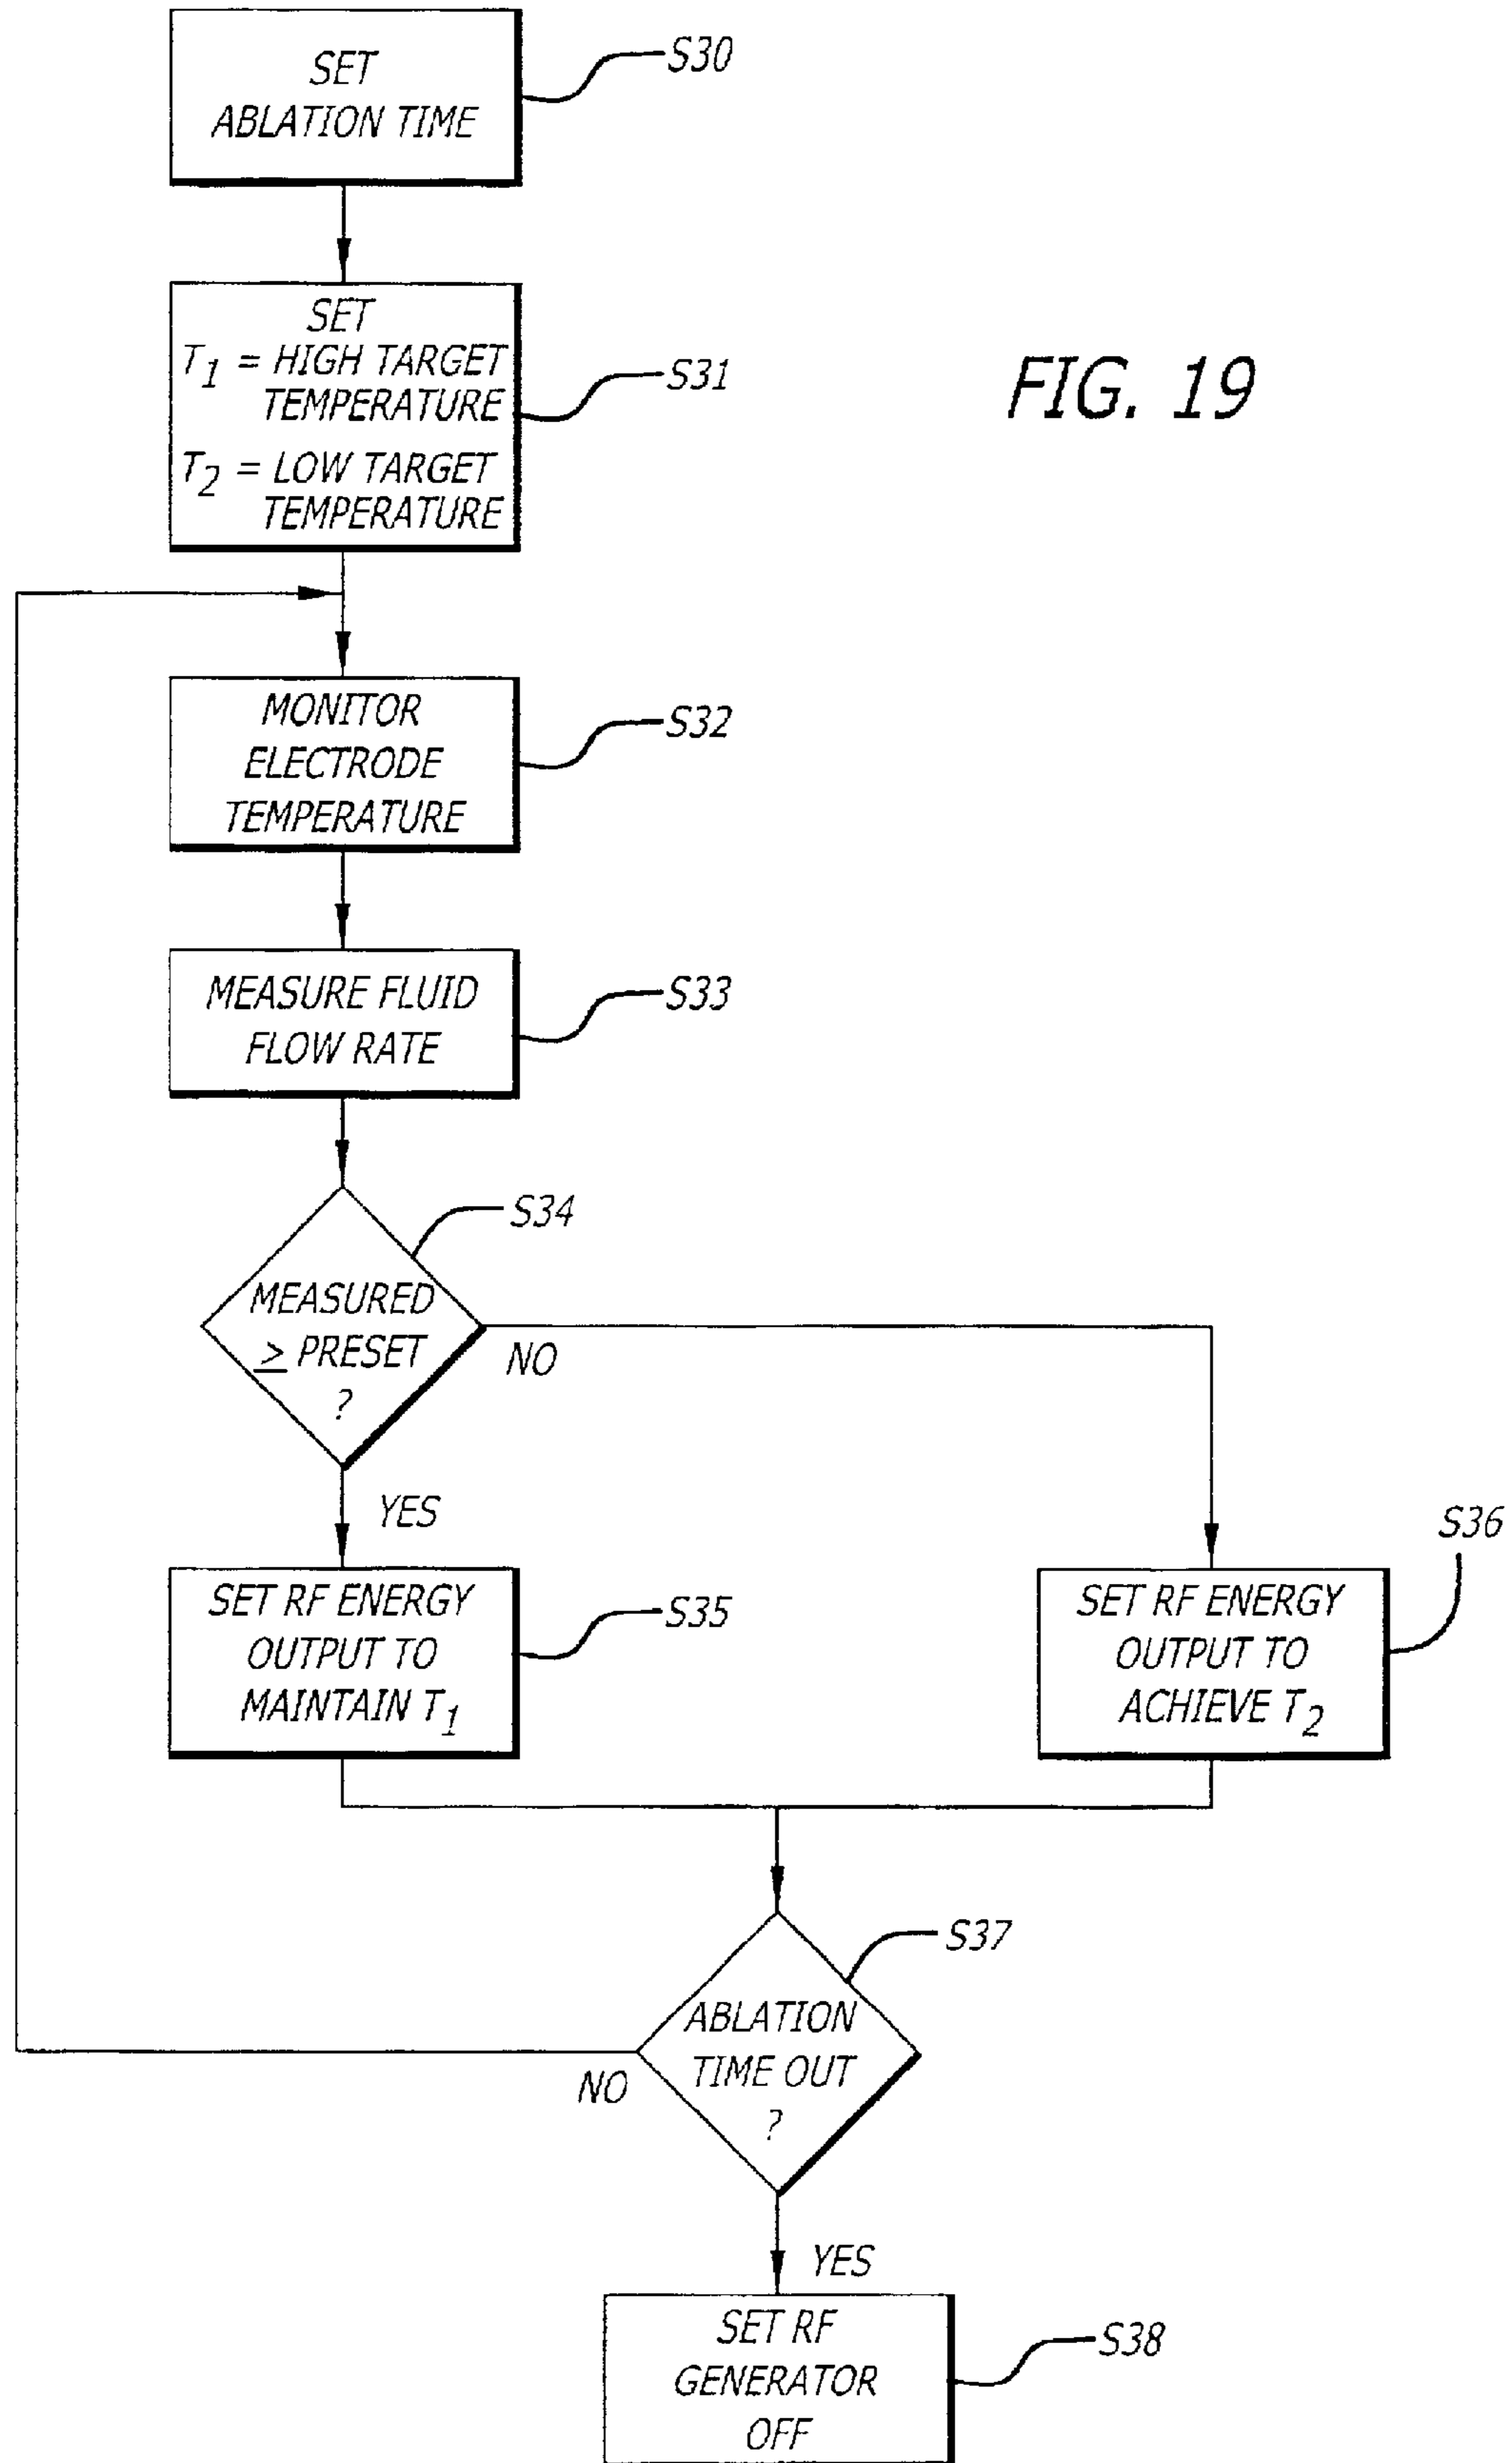 SET
ABLATION TIME
S30
SET
T1 = HIGH TARGET
TEMPERATURE
T2 = LOW TARGET
TEMPERATURE
S31
FIG. 19
MONITOR
ELECTRODE
TEMPERATURE
S32
MEASURE FLUID
FLOW RATE
S33
S34
MEASURED
≥ PRESET
?
NO
YES
SET RF ENERGY
OUTPUT TO
MAINTAIN T1
S35
S36
SET RF ENERGY
OUTPUT TO
ACHIEVE T2
S37
ABLATION
TIME OUT
?
NO
YES
SET RF
GENERATOR
OFF
S38